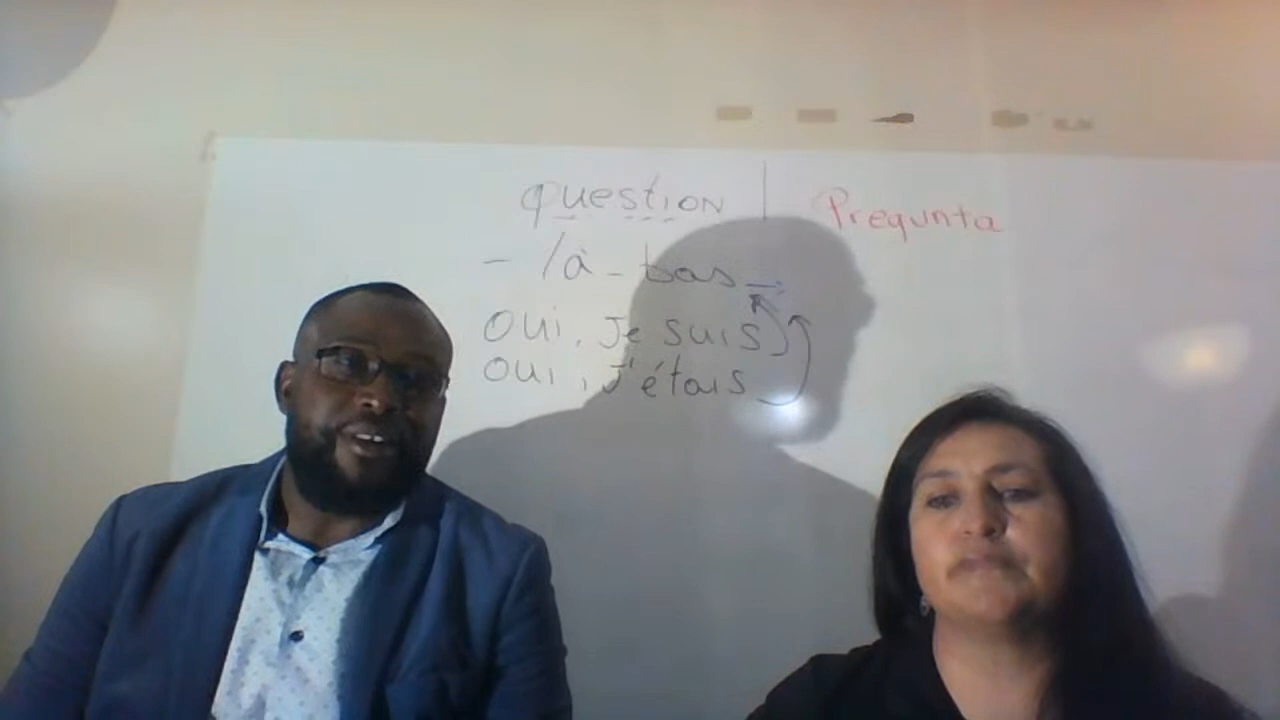 question | Pregunta
- là-bas →
oui, Je suis
oui, J'étais